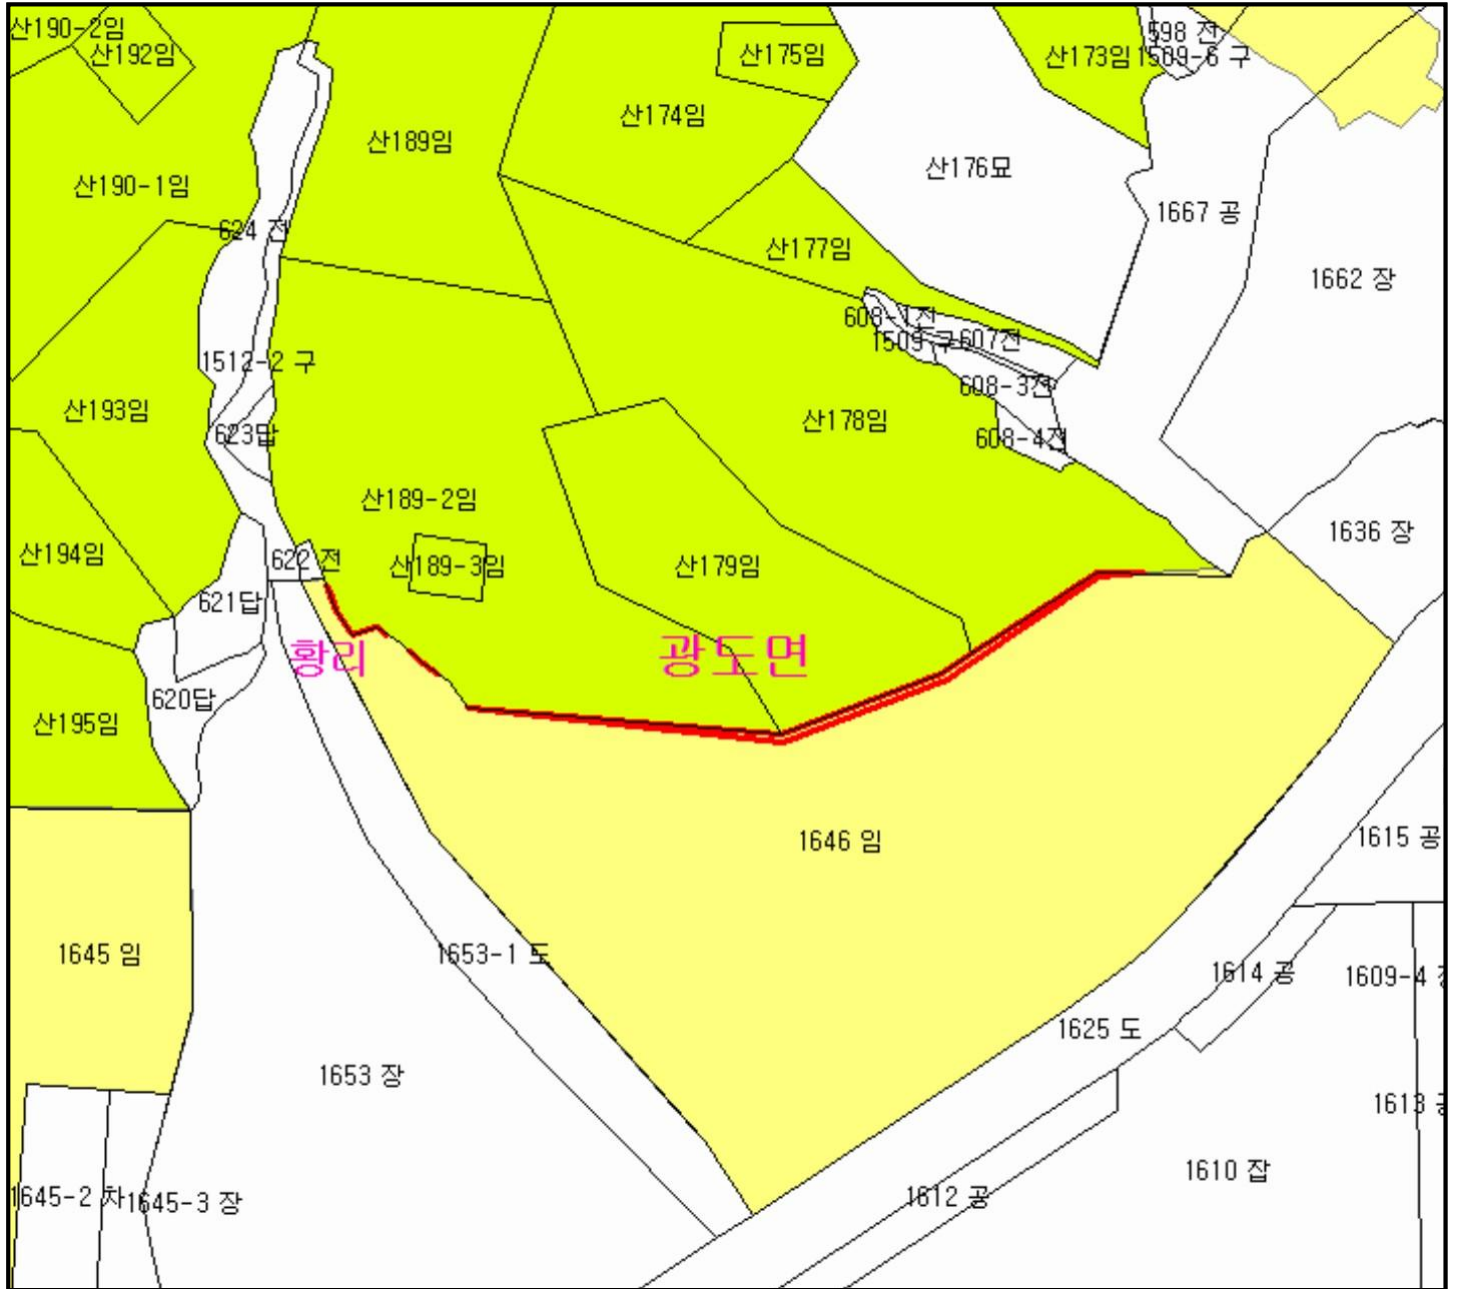 산190-2임
산192임
산175임
산173임
598 전
1509-6 구
산174임
산189임
산176묘
산190-1임
1667 공
624 전
산177임
1662 장
608-1전
1509 구
607전
1512-2 구
608-3전
산193임
산178임
623답
608-4전
산189-2임
1636 장
산194임
622 전
산189-3임
산179임
621답
황리
광도면
620답
산195임
1646 임
1615 공
1645 임
1653-1 도
1614 공
1609-4
1625 도
1653 장
1613
1610 잡
1645-2 차
1645-3 장
1612 공